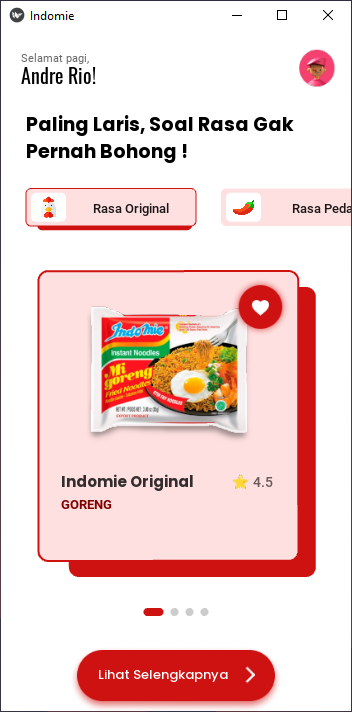 Indomie
Selamat pagi,
Andre Rio!
Paling Laris, Soal Rasa Gak
Pernah Bohong !
Rasa Original
Rasa Peda
Indomie
Instant Noodles
Mi
goreng
Fried Noodles
Indomie Original
4.5
GORENG
Lihat Selengkapnya